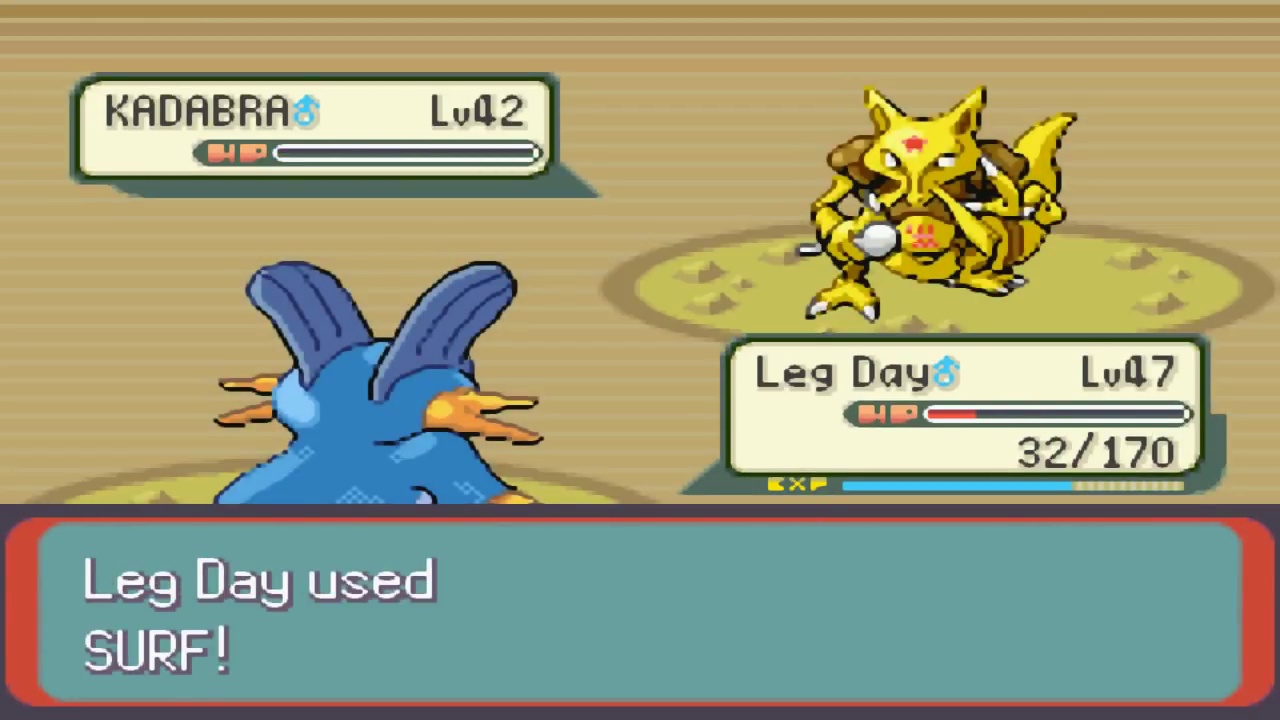 KADABRA♂ Lv42
HP
Leg Day♂ Lv47
HP
32/170
EXP
Leg Day used
SURF!